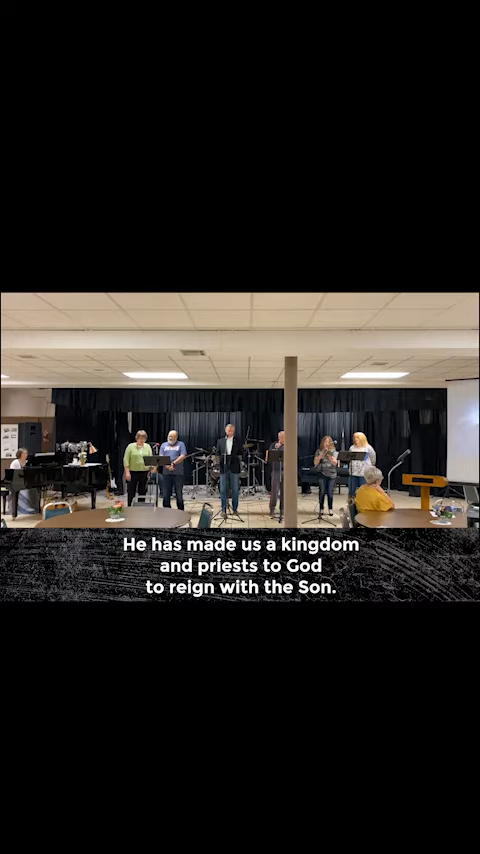 He has made us a kingdom
and priests to God
to reign with the Son.